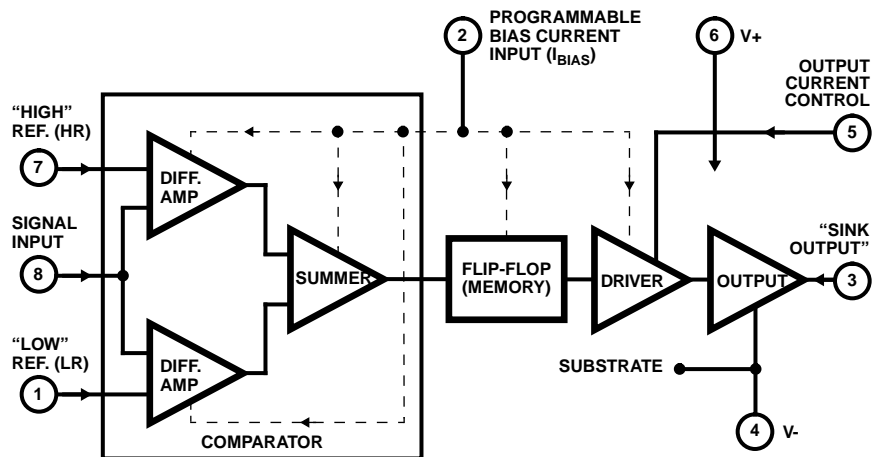 PROGRAMMABLE
BIAS CURRENT
INPUT (IBIAS)
2
6
V+
OUTPUT
CURRENT
CONTROL
5
“HIGH”
REF. (HR)
7
DIFF.
AMP
SIGNAL
INPUT
8
SUMMER
FLIP-FLOP
(MEMORY)
DRIVER
OUTPUT
“SINK
OUTPUT”
3
“LOW”
REF. (LR)
1
DIFF.
AMP
SUBSTRATE
COMPARATOR
4
V-